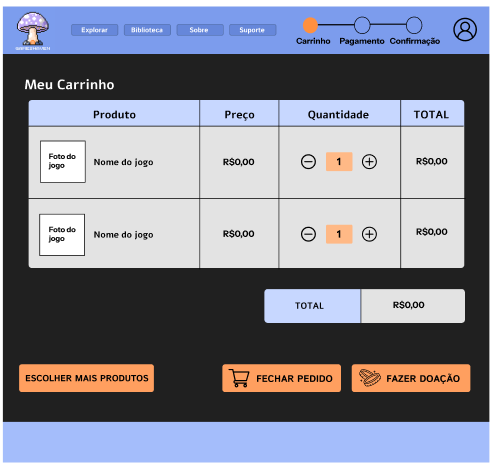 Explorar
Biblioteca
Sobre
Suporte
Carrinho
Pagamento
Confirmação
Meu Carrinho
Produto
Preço
Quantidade
TOTAL
Foto do
jogo
Nome do jogo
R$0,00
1
R$0,00
Foto do
jogo
Nome do jogo
R$0,00
1
R$0,00
TOTAL
R$0,00
ESCOLHER MAIS PRODUTOS
FECHAR PEDIDO
FAZER DOAÇÃO